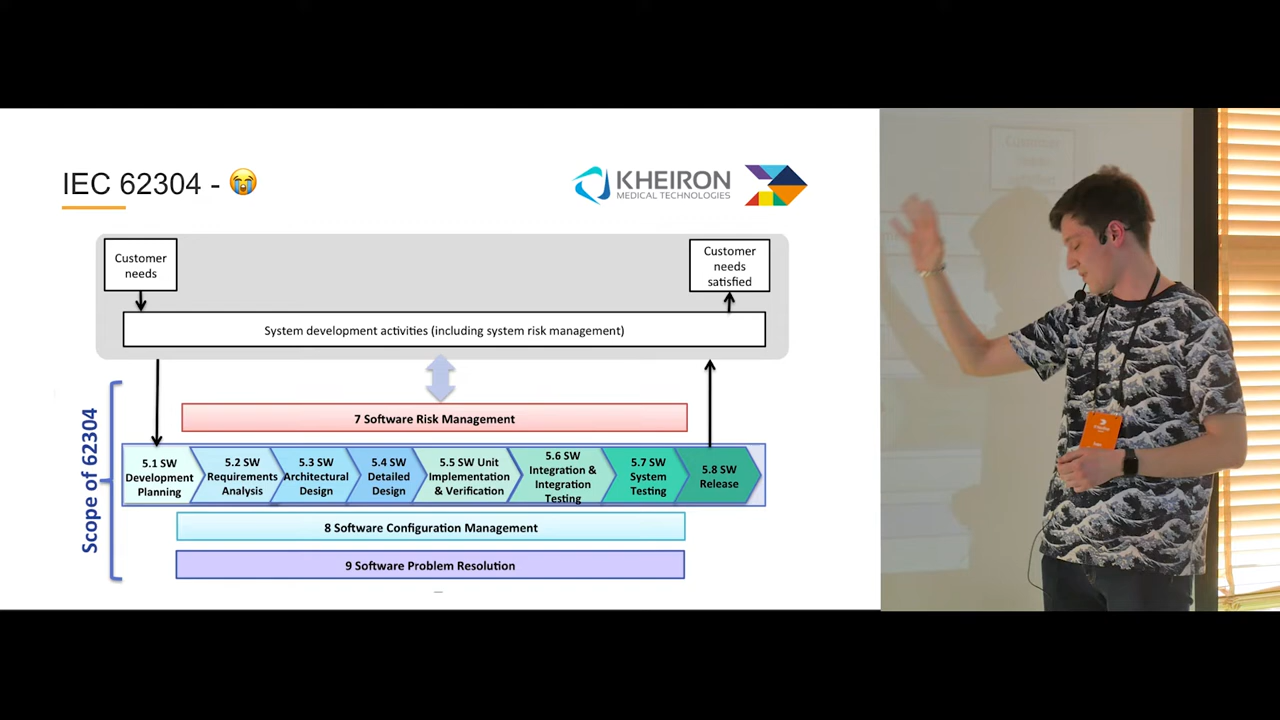 IEC 62304 - 😭
KHEIRON
MEDICAL TECHNOLOGIES
Customer
needs
Customer
needs
satisfied
System development activities (including system risk management)
Scope of 62304
7 Software Risk Management
5.1 SW
Development
Planning
5.2 SW
Requirements
Analysis
5.3 SW
Architectural
Design
5.4 SW
Detailed
Design
5.5 SW Unit
Implementation
& Verification
5.6 SW
Integration &
Integration
Testing
5.7 SW
System
Testing
5.8 SW
Release
8 Software Configuration Management
9 Software Problem Resolution